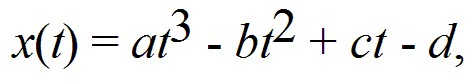 x(t) = at³ - bt² + ct - d,